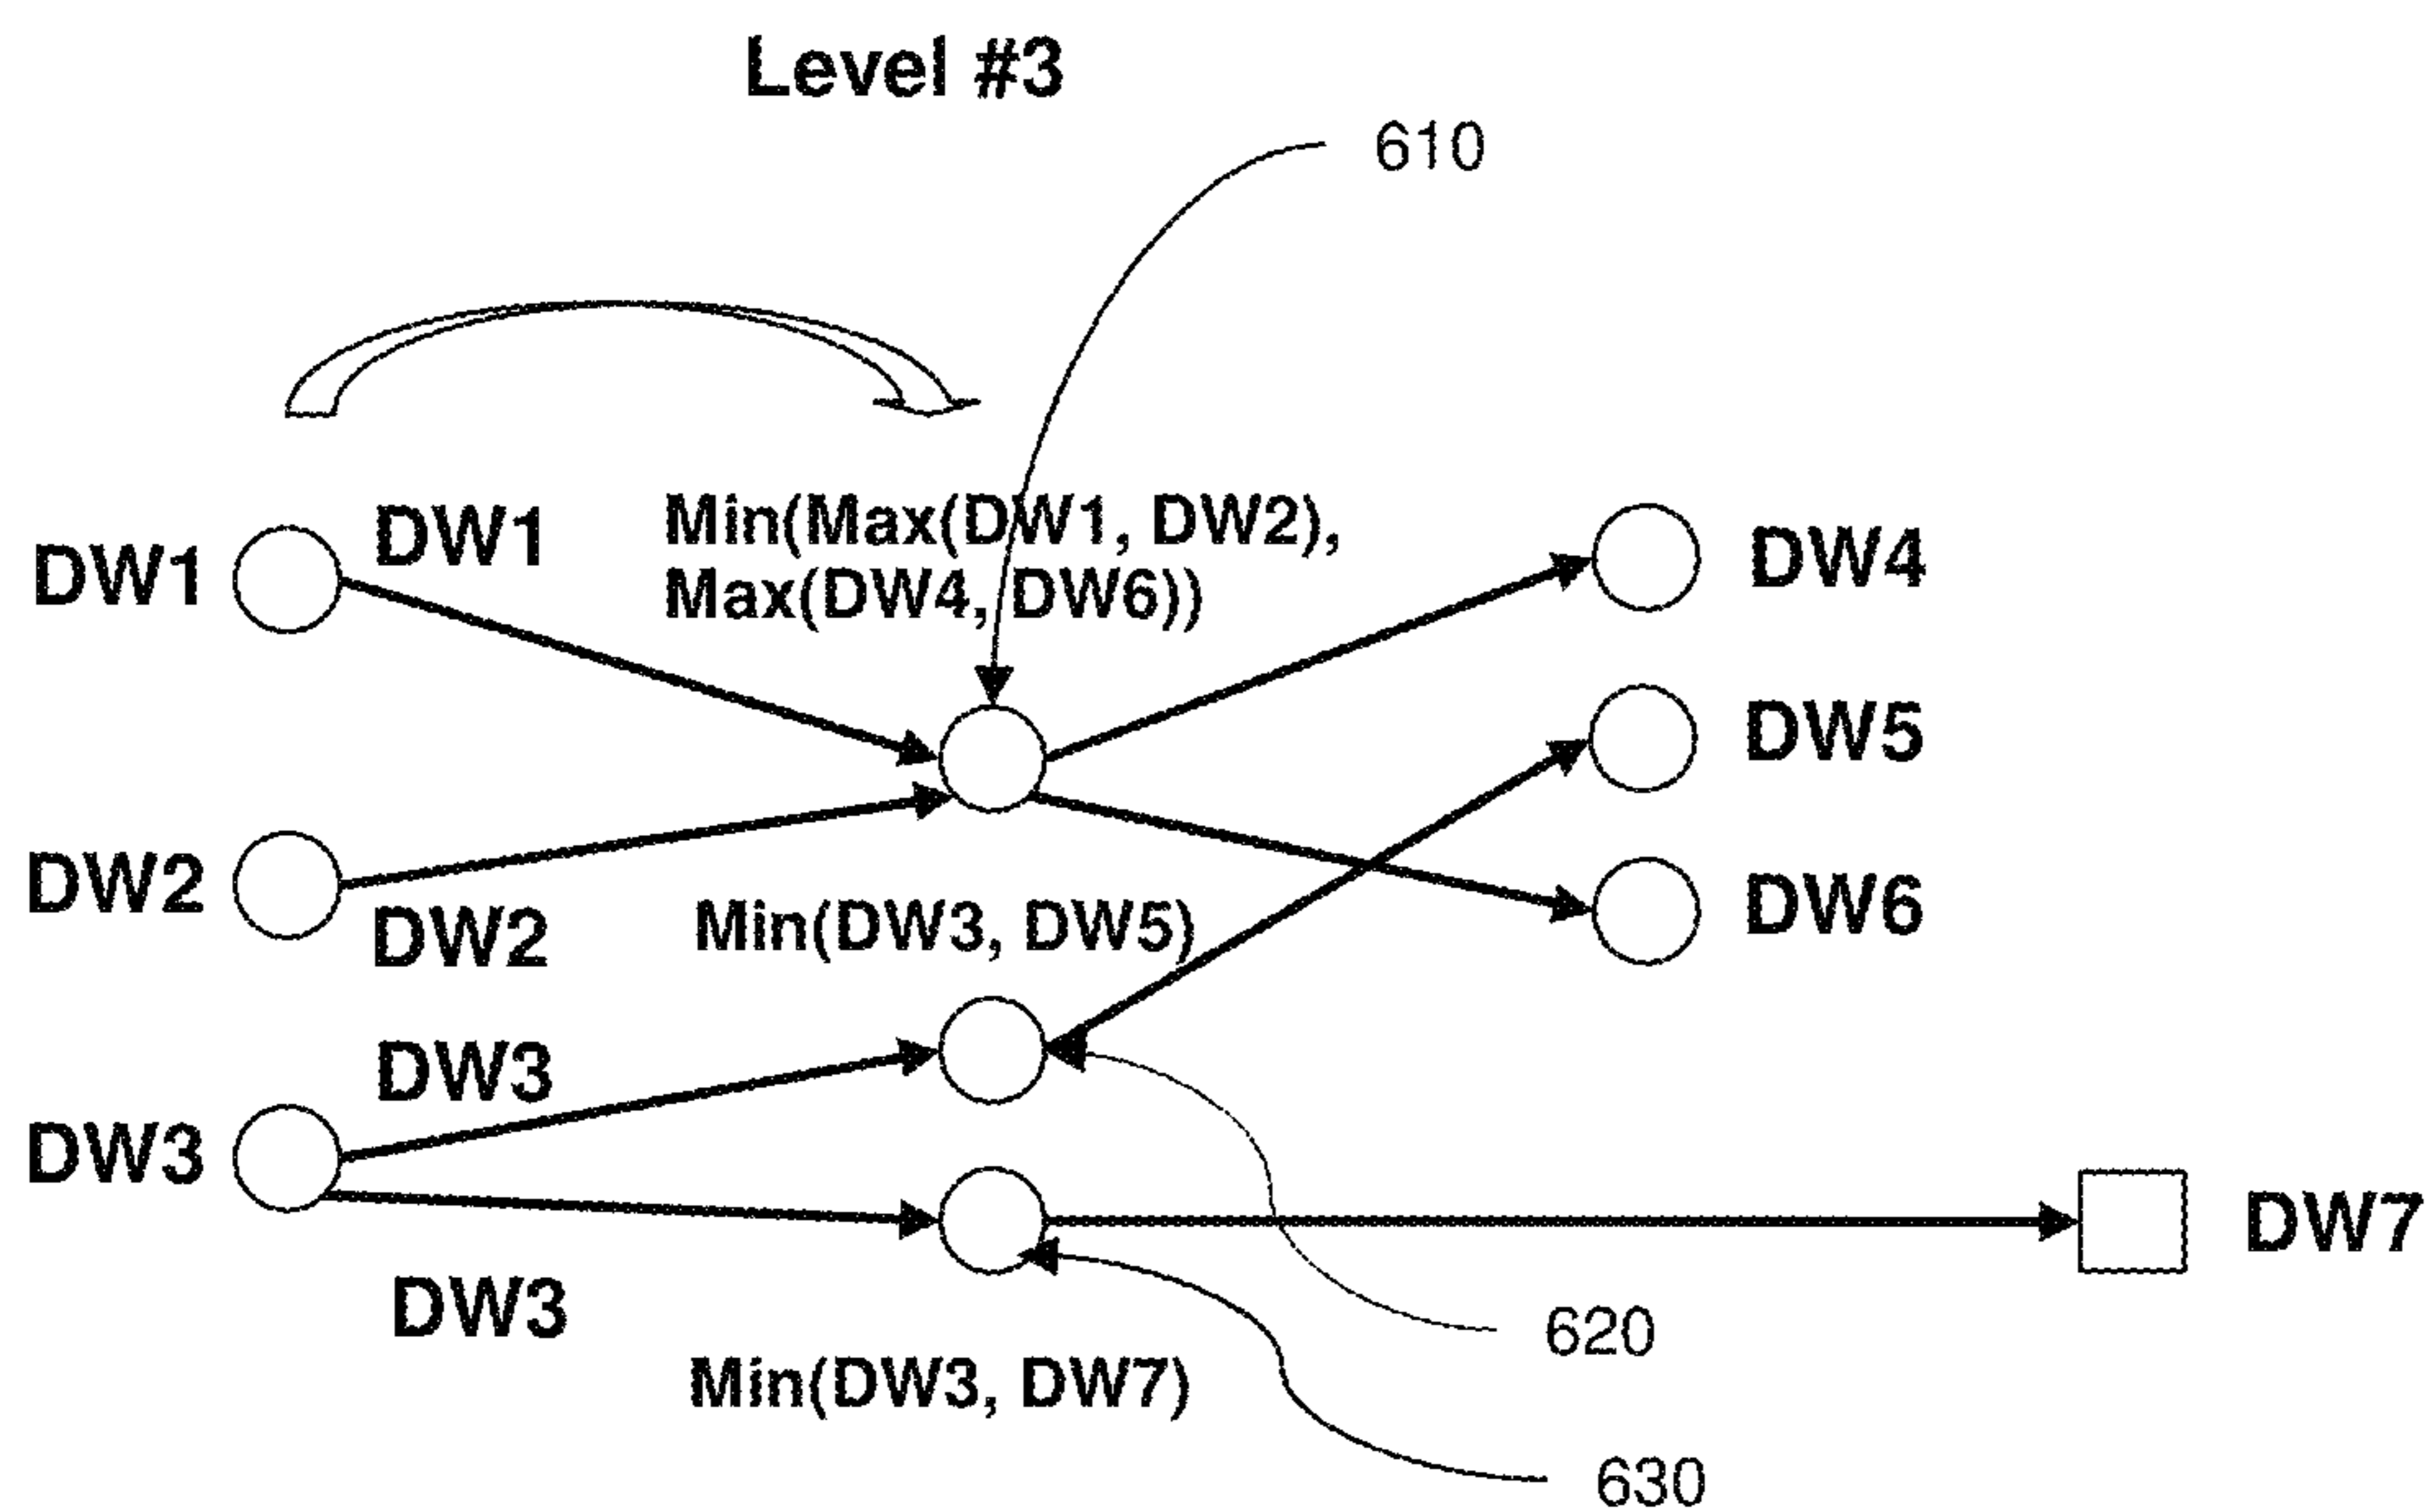 Level #3
610
DW1
DW1
Min(Max(DW1, DW2),
Max(DW4, DW6))
DW4
DW5
DW2
DW2
Min(DW3, DW5)
DW6
DW3
DW3
DW3
Min(DW3, DW7)
DW7
620
630